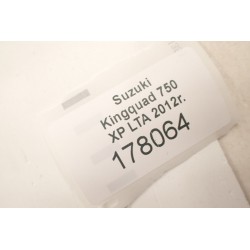 Suzuki
Kingquad 750
XP LTA 2012r.
178064